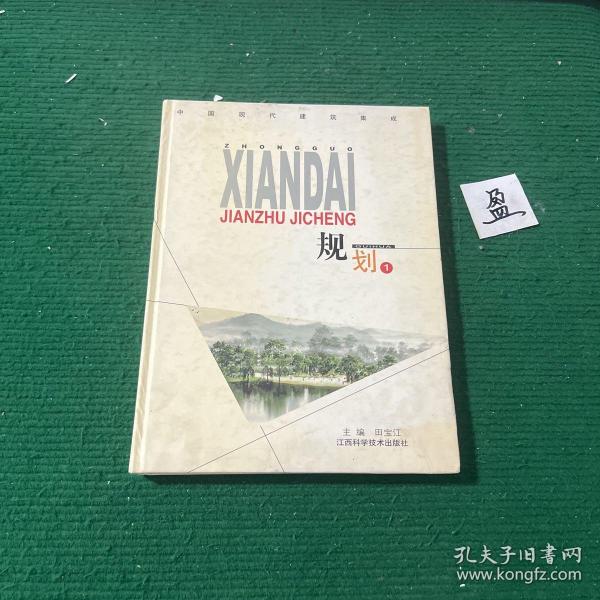 中国现代建筑集成
ZHONGGUO
XIANDAI
JIANZHU JICHENG
规划
GUIHUA
1
主编 田宝江
江西科学技术出版社
盈
孔夫子旧书网
www.kongfz.com